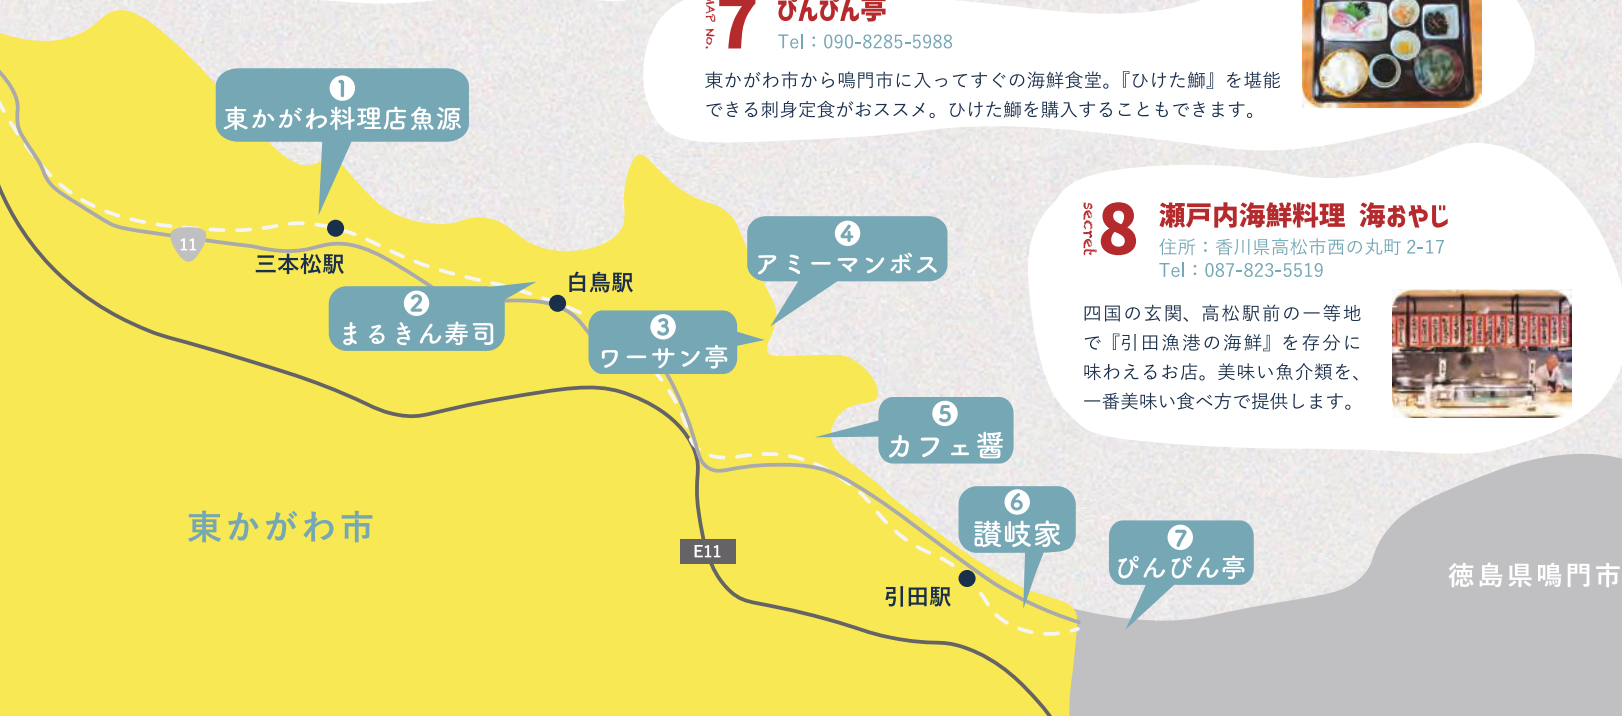 MAP No.
7
ぴんぴん亭
Tel：090-8285-5988
東かがわ市から鳴門市に入ってすぐの海鮮食堂。『ひけた鰤』を堪能
できる刺身定食がおススメ。ひけた鰤を購入することもできます。
secret
8
瀬戸内海鮮料理 海おやじ
住所：香川県高松市西の丸町 2-17
Tel：087-823-5519
四国の玄関、高松駅前の一等地
で『引田漁港の海鮮』を存分に
味わえるお店。美味い魚介類を、
一番美味い食べ方で提供します。
❶
東かがわ料理店魚源
11
三本松駅
❷
まるきん寿司
白鳥駅
❸
ワーサン亭
❹
アミーマンボス
❺
カフェ醤
❻
讃岐家
❼
ぴんぴん亭
東かがわ市
E11
引田駅
徳島県鳴門市